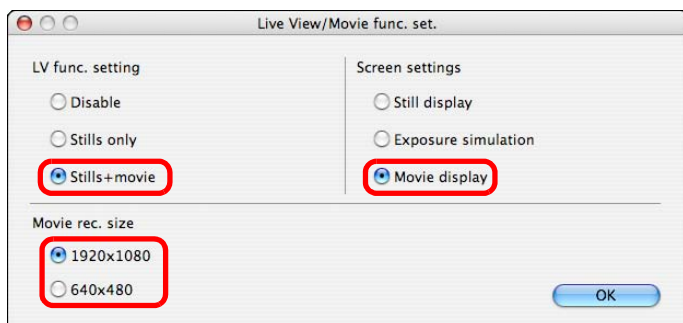 Live View/Movie func. set.
LV func. setting
Disable
Stills only
Stills+movie
Screen settings
Still display
Exposure simulation
Movie display
Movie rec. size
1920x1080
640x480
OK